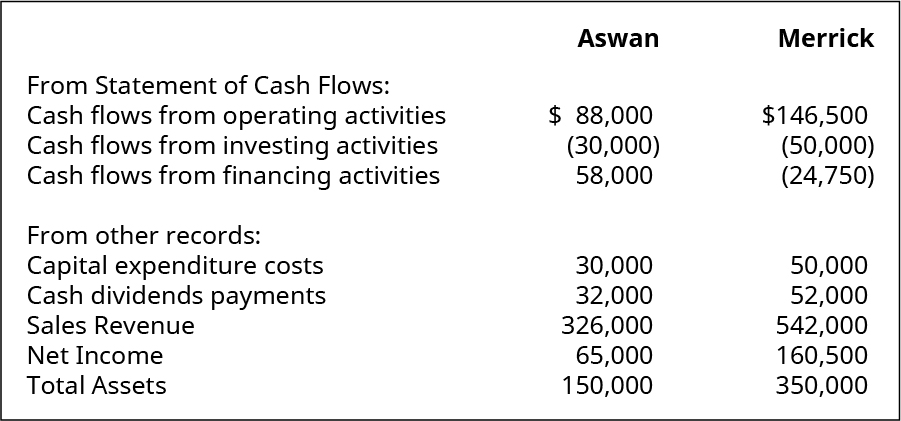 Aswan Merrick
From Statement of Cash Flows:
Cash flows from operating activities $ 88,000 $146,500
Cash flows from investing activities (30,000) (50,000)
Cash flows from financing activities 58,000 (24,750)
From other records:
Capital expenditure costs 30,000 50,000
Cash dividends payments 32,000 52,000
Sales Revenue 326,000 542,000
Net Income 65,000 160,500
Total Assets 150,000 350,000